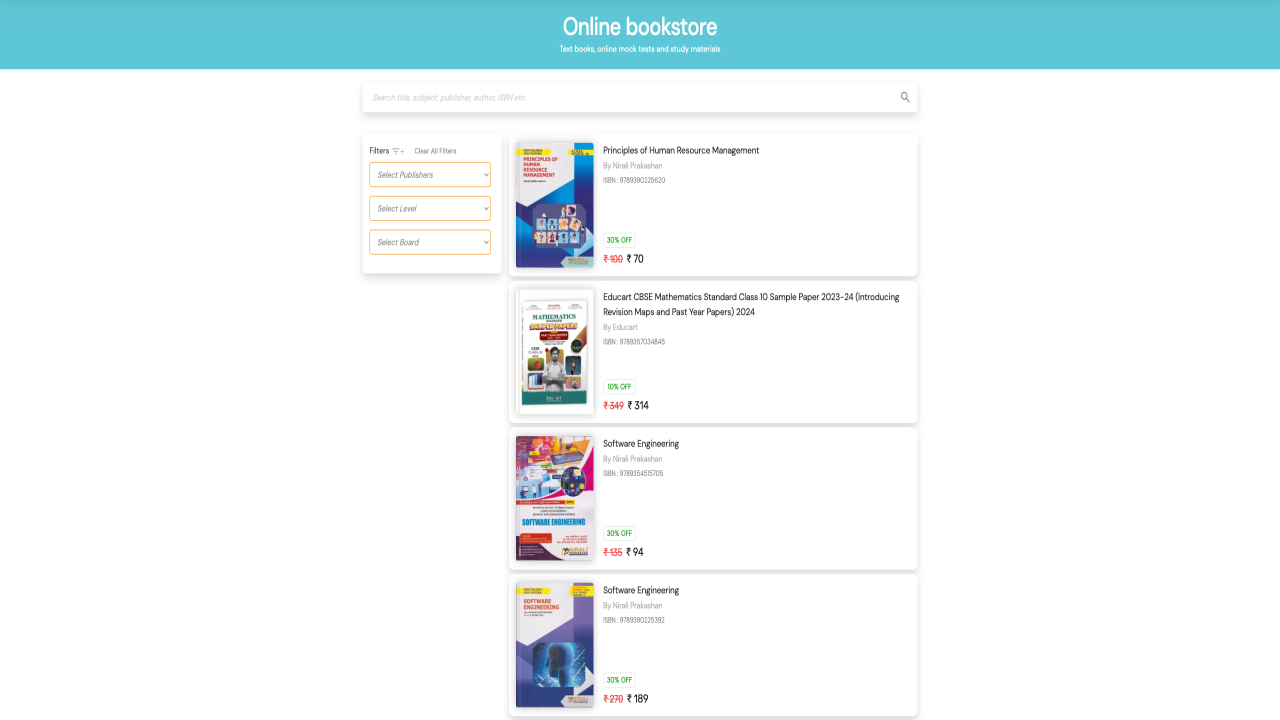 Online bookstore
Text books, online mock tests and study materials
Search title, subject, publisher, author, ISBN etc.
Filters
Clear All Filters
Select Publishers
Select Level
Select Board
PRINCIPLES OF
HUMAN
RESOURCE
MANAGEMENT
Principles of Human Resource Management
By Nirali Prakashan
ISBN : 9789390225620
30% OFF
₹ 100 ₹ 70
MATHEMATICS
SAMPLE PAPERS
Educart CBSE Mathematics Standard Class 10 Sample Paper 2023-24 (Introducing
Revision Maps and Past Year Papers) 2024
By Educart
ISBN : 9789357034845
10% OFF
₹ 349 ₹ 314
SOFTWARE ENGINEERING
NIRALI
Software Engineering
By Nirali Prakashan
ISBN : 9789354515705
30% OFF
₹ 135 ₹ 94
SOFTWARE
ENGINEERING
Software Engineering
By Nirali Prakashan
ISBN : 9789390225392
30% OFF
₹ 270 ₹ 189